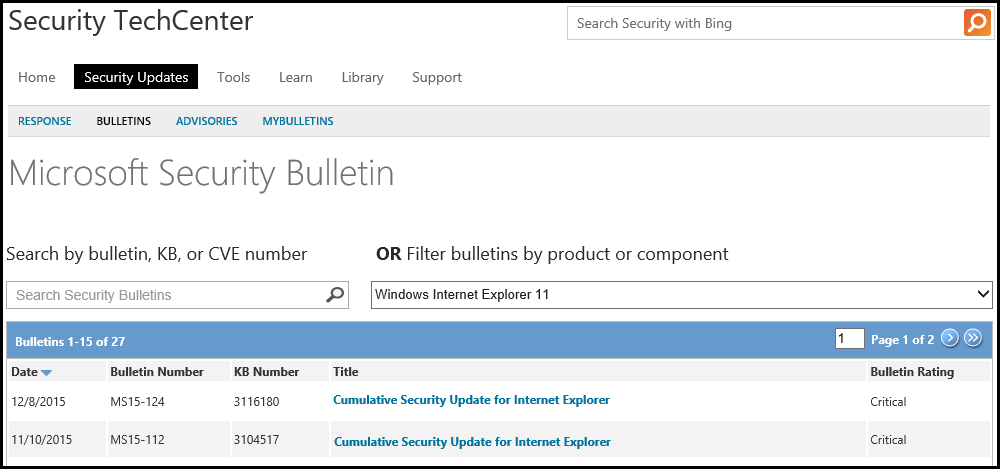 Security TechCenter
Search Security with Bing
Home Security Updates Tools Learn Library Support
RESPONSE BULLETINS ADVISORIES MYBULLETINS
Microsoft Security Bulletin
Search by bulletin, KB, or CVE number
OR Filter bulletins by product or component
Search Security Bulletins
Windows Internet Explorer 11
Bulletins 1-15 of 27
1 Page 1 of 2
Date Bulletin Number KB Number Title Bulletin Rating
12/8/2015 MS15-124 3116180 Cumulative Security Update for Internet Explorer Critical
11/10/2015 MS15-112 3104517 Cumulative Security Update for Internet Explorer Critical